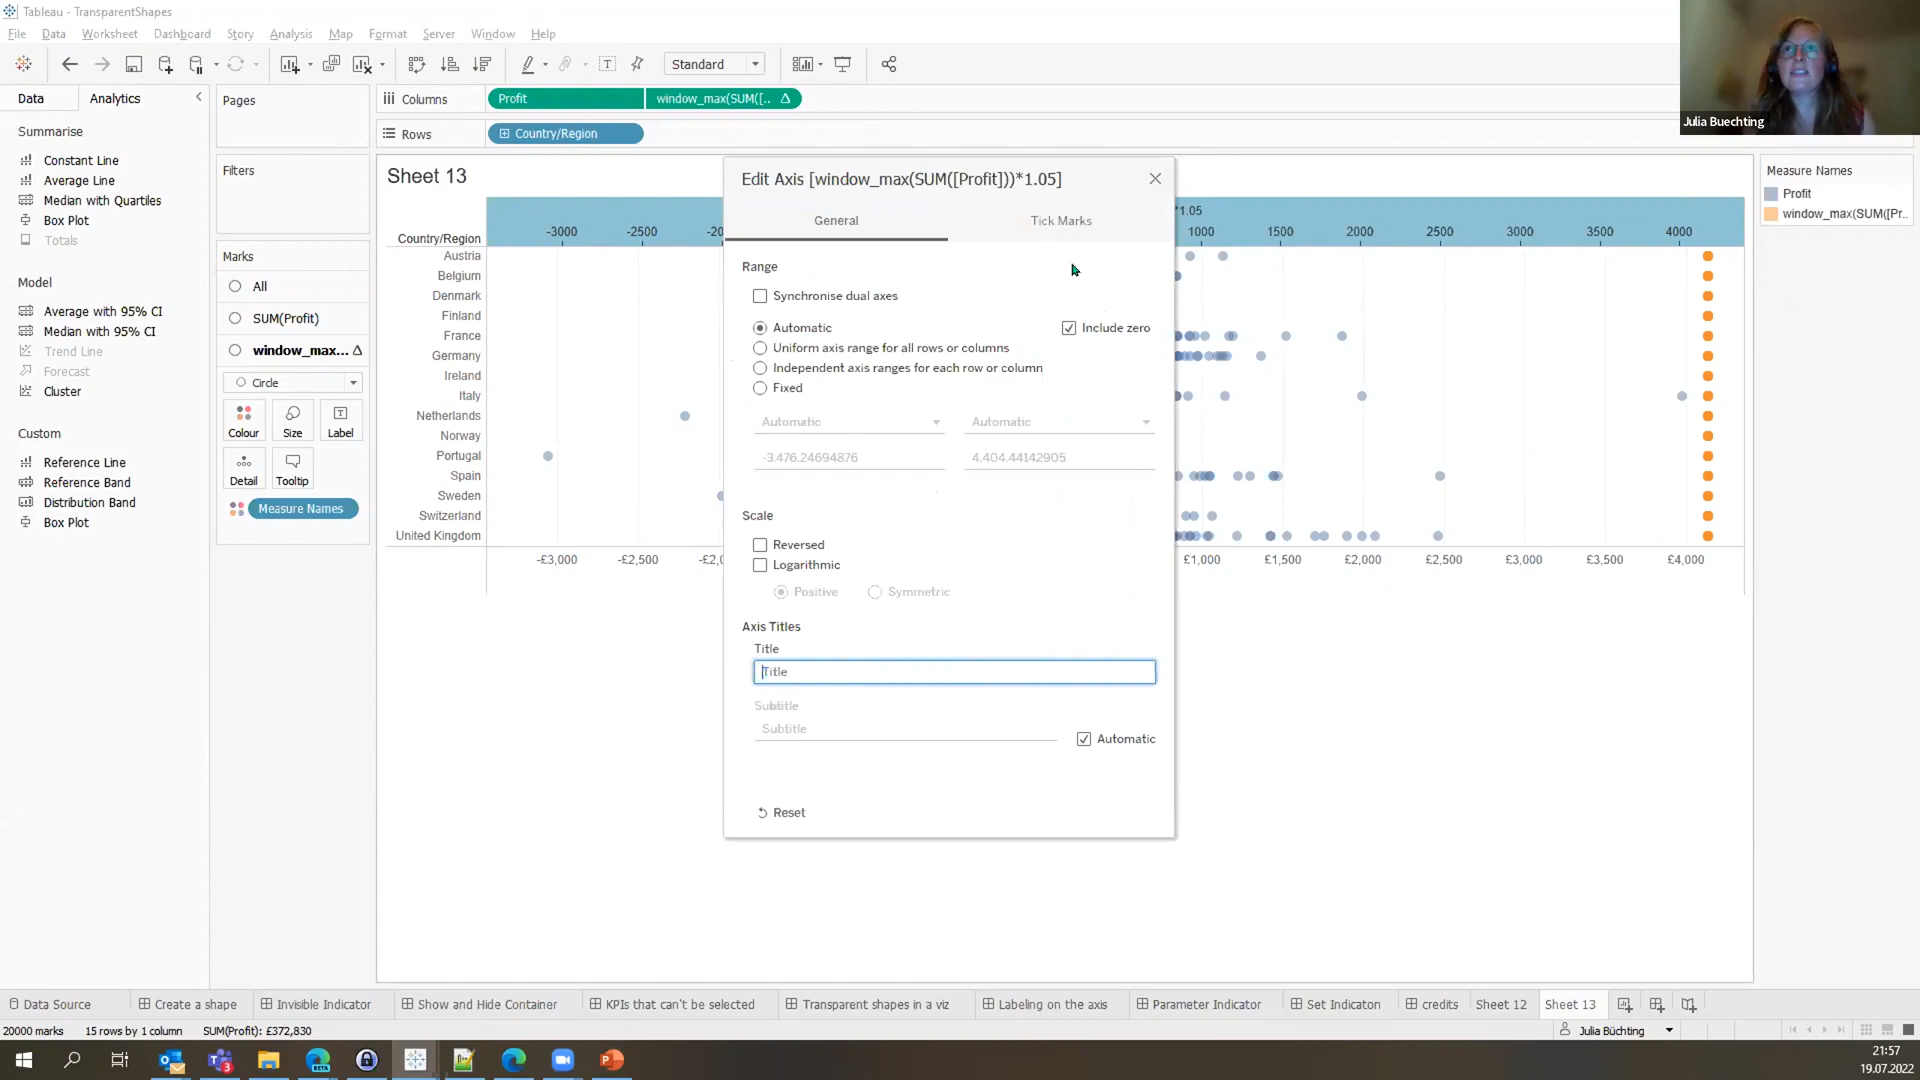 Tableau - TransparentShapes
File Data Worksheet Dashboard Story Analysis Map Format Server Window Help
Standard
Julia Buechting
Data
Analytics
Summarise
Constant Line
Average Line
Median with Quartiles
Box Plot
Totals
Model
Average with 95% CI
Median with 95% CI
Trend Line
Forecast
Cluster
Custom
Reference Line
Reference Band
Distribution Band
Box Plot
Pages
Filters
Marks
All
SUM(Profit)
window_max...
Circle
Colour
Size
Label
Detail
Tooltip
Measure Names
Columns
Profit
window_max(SUM([..
Rows
Country/Region
Sheet 13
*1.05
Country/Region
-3000 -2500 -20 1000 1500 2000 2500 3000 3500 4000
Austria
Belgium
Denmark
Finland
France
Germany
Ireland
Italy
Netherlands
Norway
Portugal
Spain
Sweden
Switzerland
United Kingdom
-£3,000 -£2,500 -£2,0 £1,000 £1,500 £2,000 £2,500 £3,000 £3,500 £4,000
Edit Axis [window_max(SUM([Profit]))*1.05]
General
Tick Marks
Range
Synchronise dual axes
Automatic
Include zero
Uniform axis range for all rows or columns
Independent axis ranges for each row or column
Fixed
Automatic
Automatic
-3,476.24694876
4,404.44142905
Scale
Reversed
Logarithmic
Positive
Symmetric
Axis Titles
Title
Title
Subtitle
Subtitle
Automatic
Reset
Measure Names
Profit
window_max(SUM([Pr..
Data Source
Create a shape
Invisible Indicator
Show and Hide Container
KPIs that can't be selected
Transparent shapes in a viz
Labeling on the axis
Parameter Indicator
Set Indicaton
credits
Sheet 12
Sheet 13
20000 marks
15 rows by 1 column
SUM(Profit): £372,830
Julia Büchting
BETA
3
21:57
19.07.2022